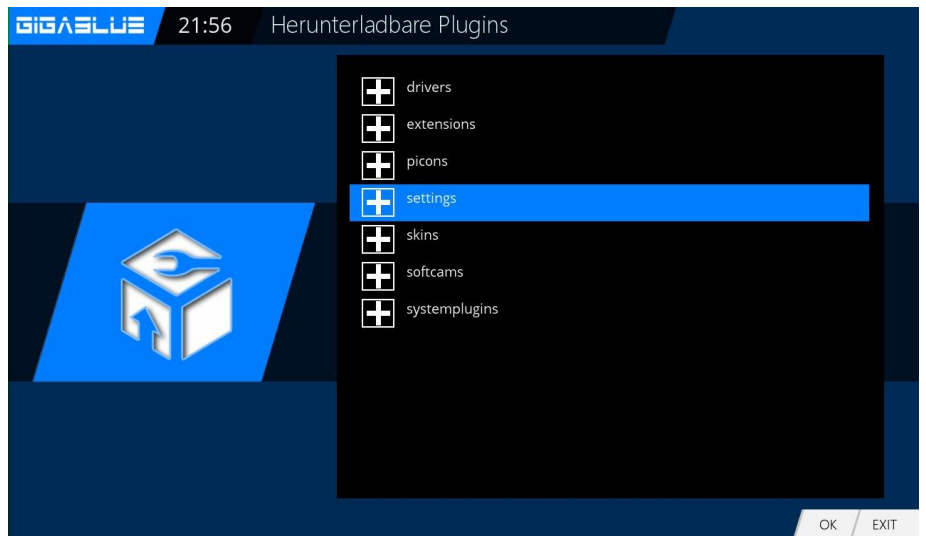 GIGABLUE 21:56 Herunterladbare Plugins
drivers
extensions
picons
settings
skins
softcams
systemplugins
OK EXIT